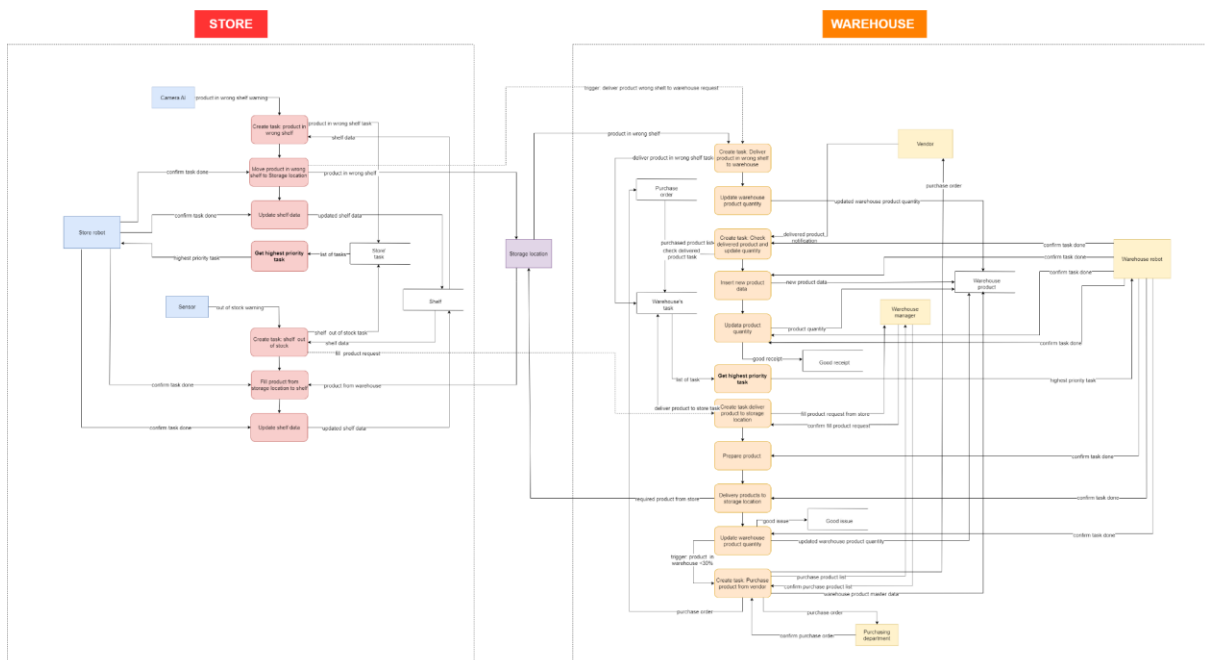 STORE
WAREHOUSE
Camera AI
product in wrong shelf warning
Create task: product in
wrong shelf
product in wrong shelf task
shelf data
Move product in wrong
shelf to Storage location
product in wrong shelf
confirm task done
Update shelf data
updated shelf data
confirm task done
Store robot
Get highest priority
task
list of tasks
highest priority task
Store
task
Sensor
out of stock warning
Shelf
Create task: shelf out
of stock
shelf out of stock task
shelf data
fill product request
Fill product from
storage location to shelf
confirm task done
product from warehouse
Update shelf data
confirm task done
updated shelf data
Storage location
trigger: deliver product wrong shelf to warehouse request
product in wrong shelf
Create task: Deliver
product in wrong shelf to
warehouse
deliver product in wrong shelf task
Purchase
order
Update warehouse
product quantity
updated warehouse product quantity
Vendor
purchase order
delivered product
notification
Create task: Check
delivered product and
update quantity
purchased product list
check delivered
product task
confirm task done
confirm task done
confirm task done
Warehouse robot
Insert new product
data
new product data
Warehouse
product
Warehouse's
task
Warehouse
manager
Update product
quantity
product quantity
confirm task done
good receipt
Good receipt
Get highest priority
task
list of task
highest priority task
deliver product to store task
Create task deliver
product to storage
location
fill product request from store
confirm fill product request
Prepare product
confirm task done
Delivery products to
storage location
required product from store
confirm task done
good issue
Good issue
Update warehouse
product quantity
updated warehouse product quantity
confirm task done
trigger: product in
warehouse <30%
Create task: Purchase
product from vendor
purchase product list
confirm purchase product list
warehouse product master data
purchase order
purchase order
confirm purchase order
Purchasing
department